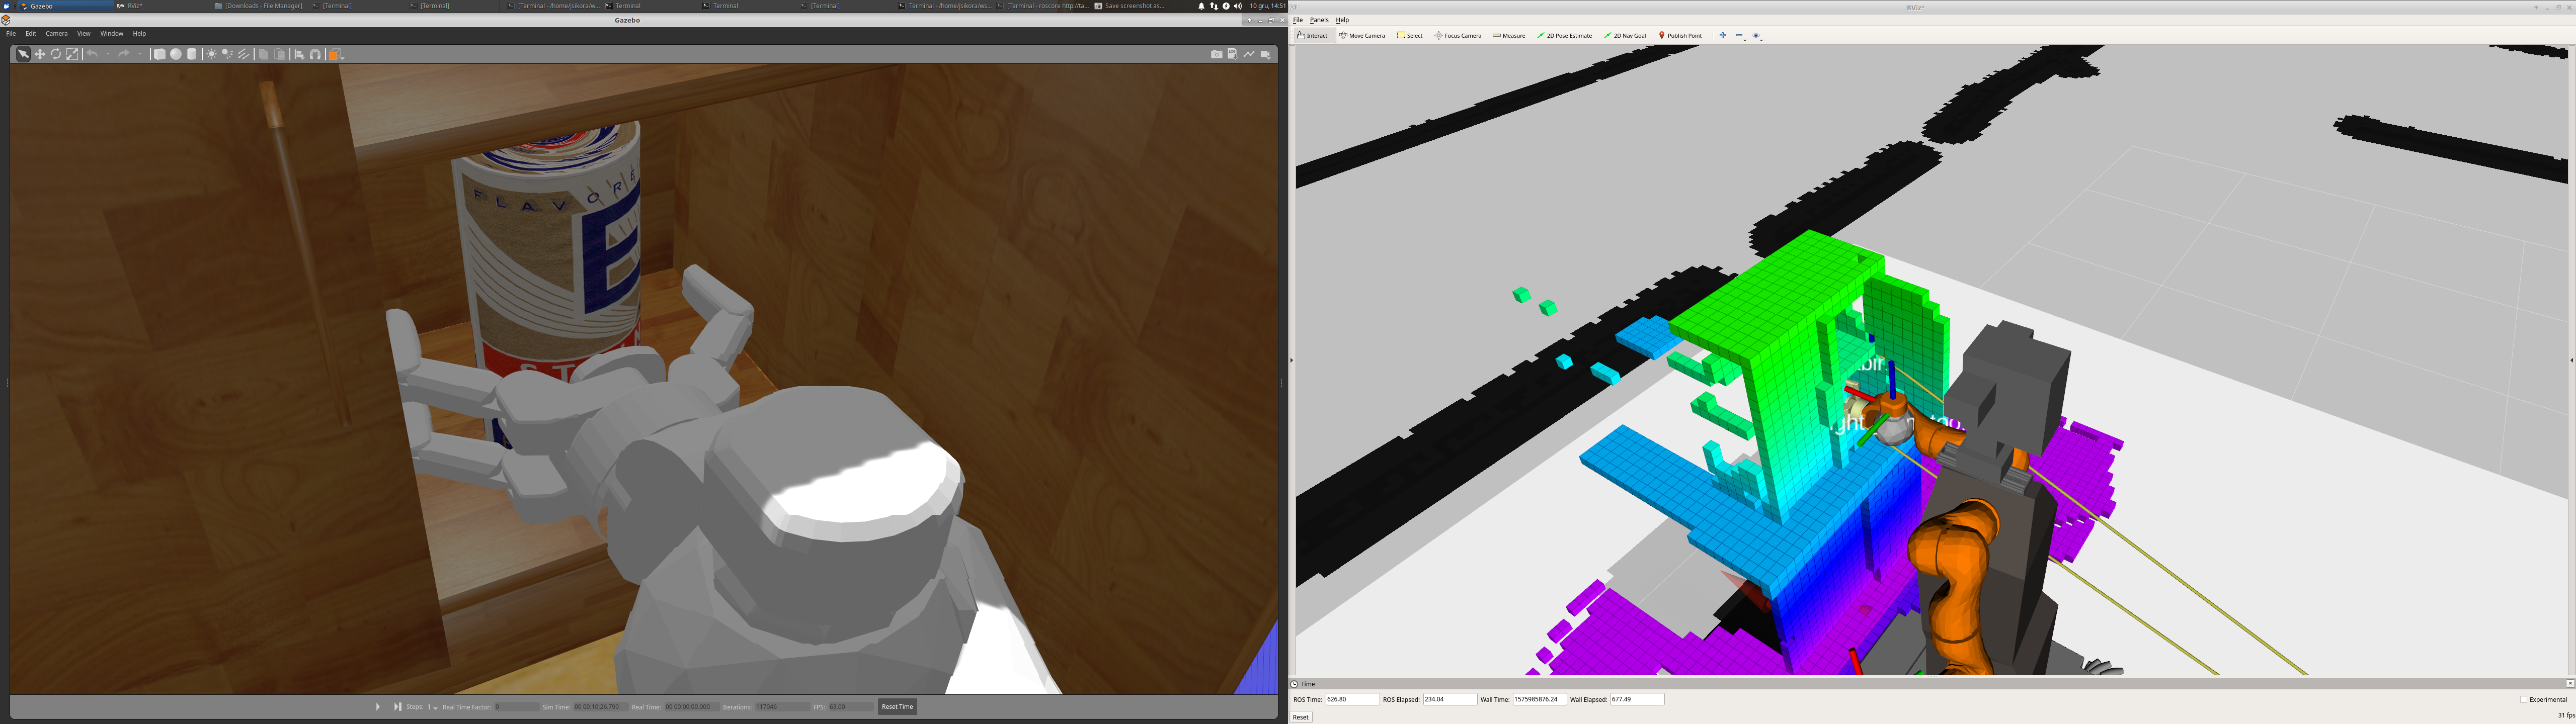 Gazebo
RViz*
[Downloads - File Manager]
[Terminal]
[Terminal]
[Terminal - /home/jsikora/w...
Terminal
Terminal
[Terminal]
Terminal - /home/jsikora/ws...
[Terminal - roscore http://ta...
Save screenshot as...
10 gru, 14:51
Gazebo
File Edit Camera View Window Help
FLAVORE
E
ST
Steps: 1 Real Time Factor: 0 Sim Time: 00 00:10:26.790 Real Time: 00 00:00:00.000 Iterations: 117046 FPS: 63.00 Reset Time
RViz*
File Panels Help
Interact Move Camera Select Focus Camera Measure 2D Pose Estimate 2D Nav Goal Publish Point
Time
ROS Time: 626.80 ROS Elapsed: 234.04 Wall Time: 1575985876.24 Wall Elapsed: 677.49 Experimental
Reset 31 fps